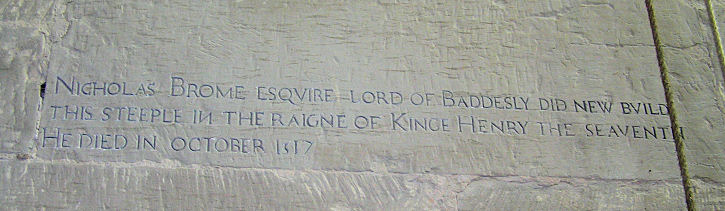 NICHOLAS BROME ESQVIRE LORD OF BADDESLY DID NEW BVILD
THIS STEEPLE IN THE RAIGNE OF KINGE HENRY THE SEAVENTH
HE DIED IN OCTOBER 1517